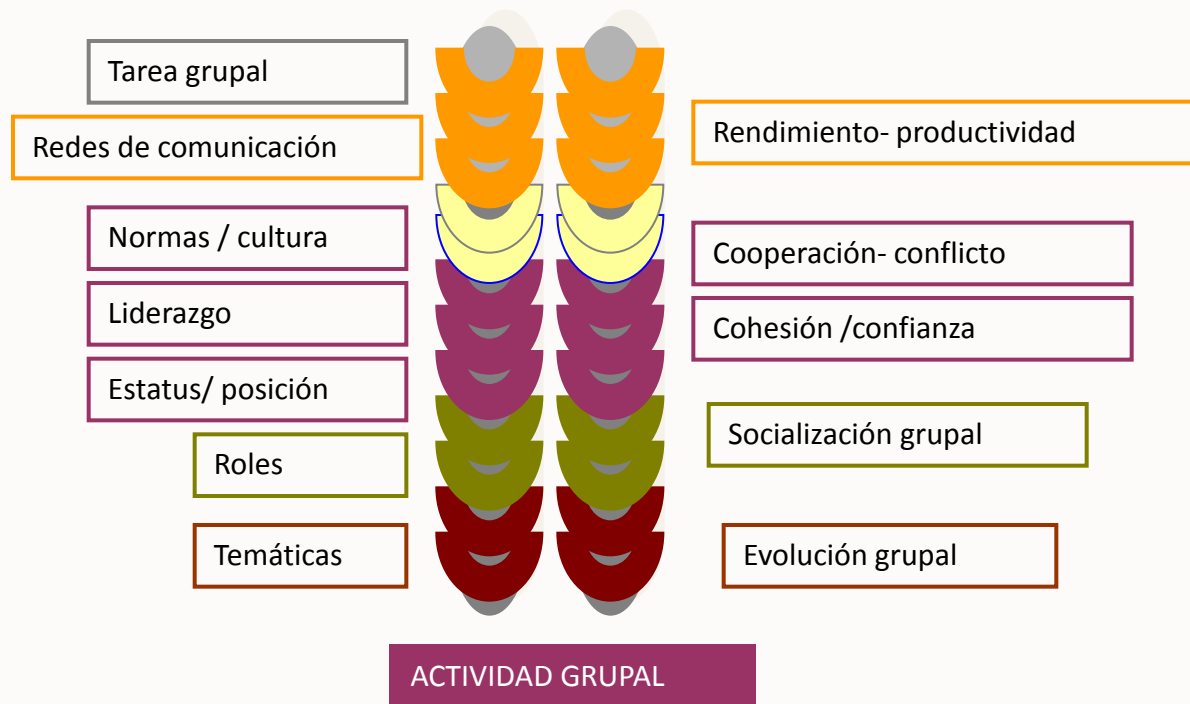 Tarea grupal
Redes de comunicación
Normas / cultura
Liderazgo
Estatus/ posición
Roles
Temáticas
Rendimiento- productividad
Cooperación- conflicto
Cohesión /confianza
Socialización grupal
Evolución grupal
ACTIVIDAD GRUPAL